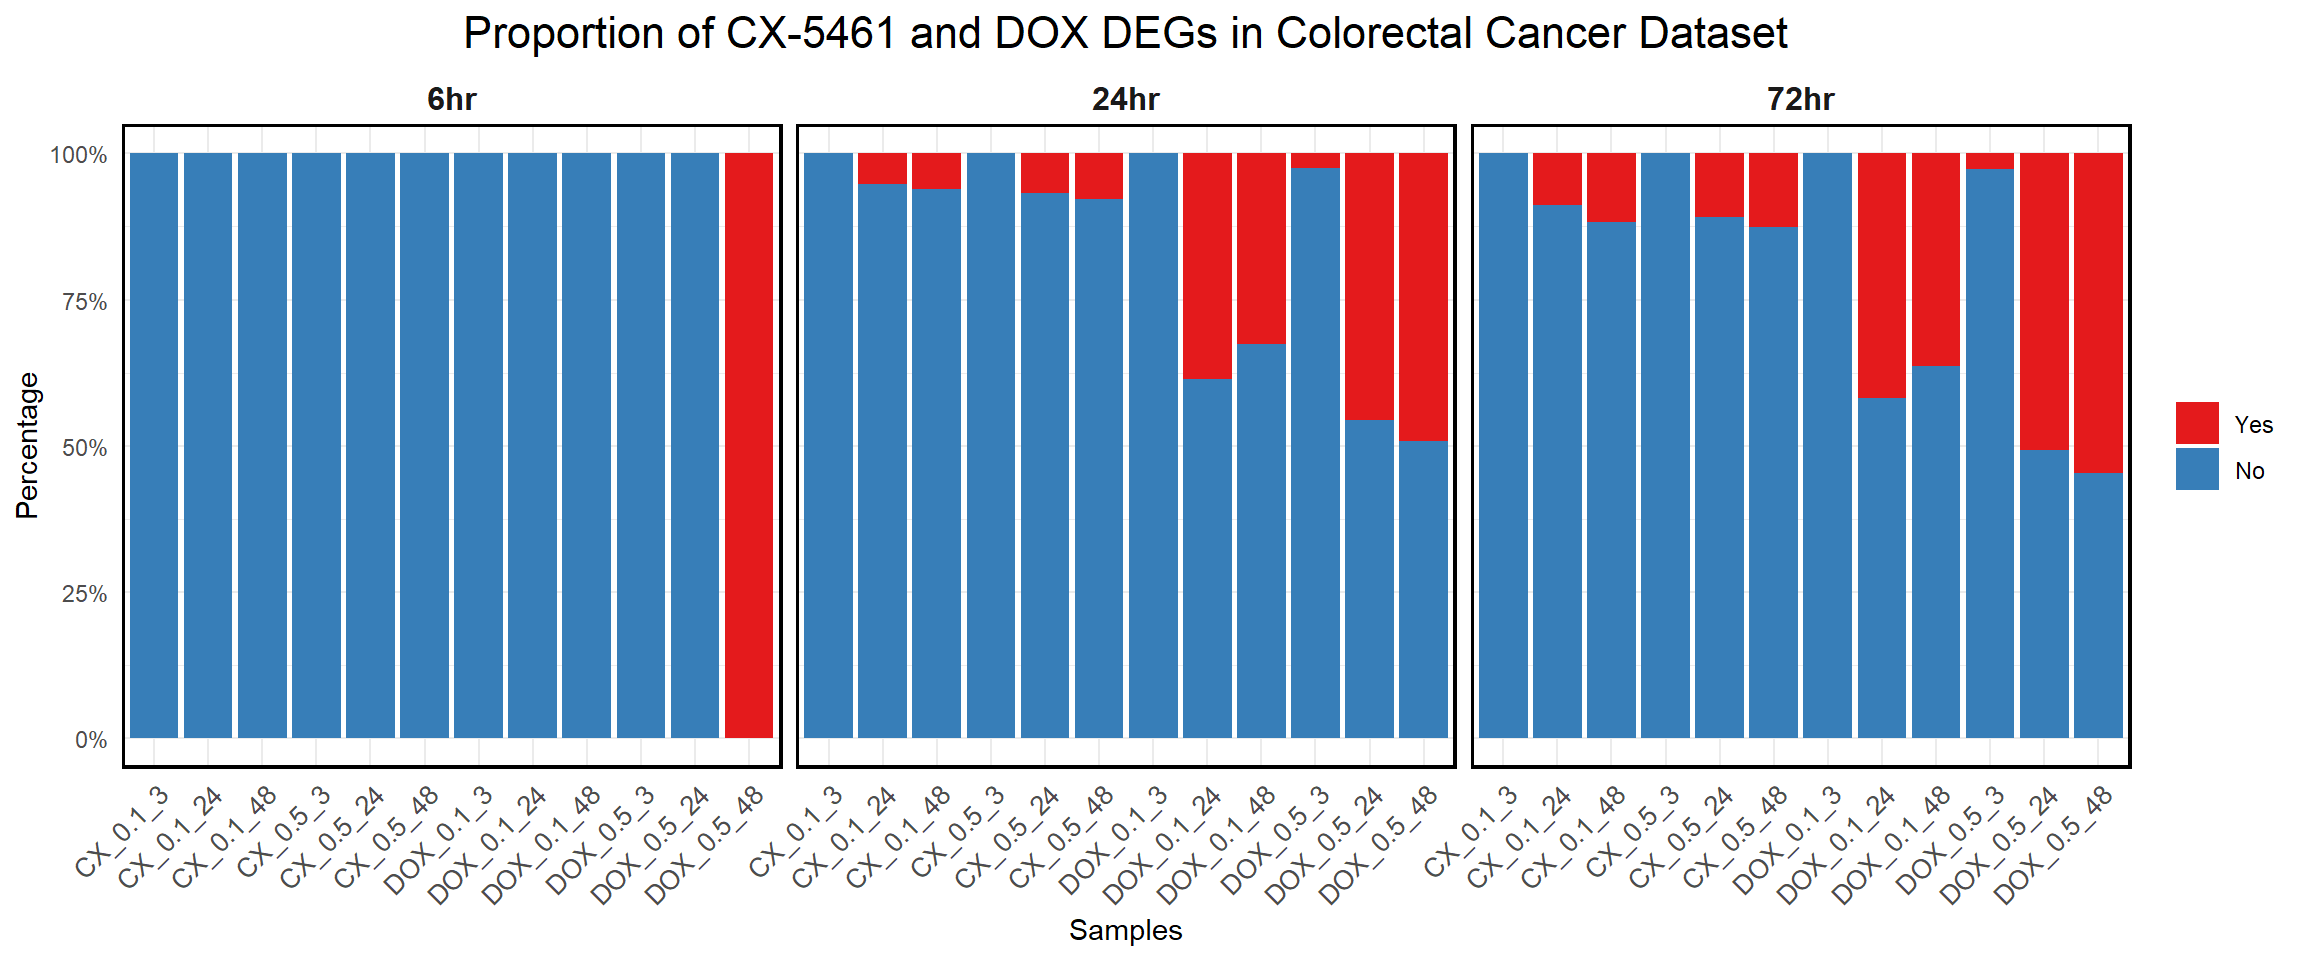 Proportion of CX-5461 and DOX DEGs in Colorectal Cancer Dataset
6hr
24hr
72hr
100%
75%
50%
25%
0%
Percentage
CX_0.1_3
CX_0.1_24
CX_0.1_48
CX_0.5_3
CX_0.5_24
CX_0.5_48
DOX_0.1_3
DOX_0.1_24
DOX_0.1_48
DOX_0.5_3
DOX_0.5_24
DOX_0.5_48
CX_0.1_3
CX_0.1_24
CX_0.1_48
CX_0.5_3
CX_0.5_24
CX_0.5_48
DOX_0.1_3
DOX_0.1_24
DOX_0.1_48
DOX_0.5_3
DOX_0.5_24
DOX_0.5_48
CX_0.1_3
CX_0.1_24
CX_0.1_48
CX_0.5_3
CX_0.5_24
CX_0.5_48
DOX_0.1_3
DOX_0.1_24
DOX_0.1_48
DOX_0.5_3
DOX_0.5_24
DOX_0.5_48
Samples
Yes
No